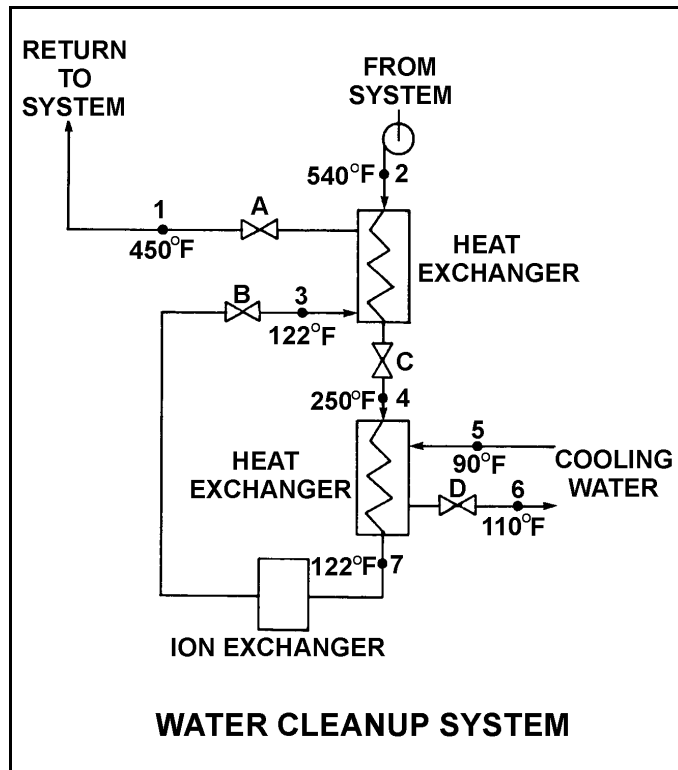 RETURN
TO
SYSTEM
FROM
SYSTEM
540°F 2
1 A
450°F
HEAT
EXCHANGER
B 3
122°F
C
250°F 4
HEAT
EXCHANGER
5
90°F
COOLING
WATER
D 6
110°F
122°F 7
ION EXCHANGER
WATER CLEANUP SYSTEM